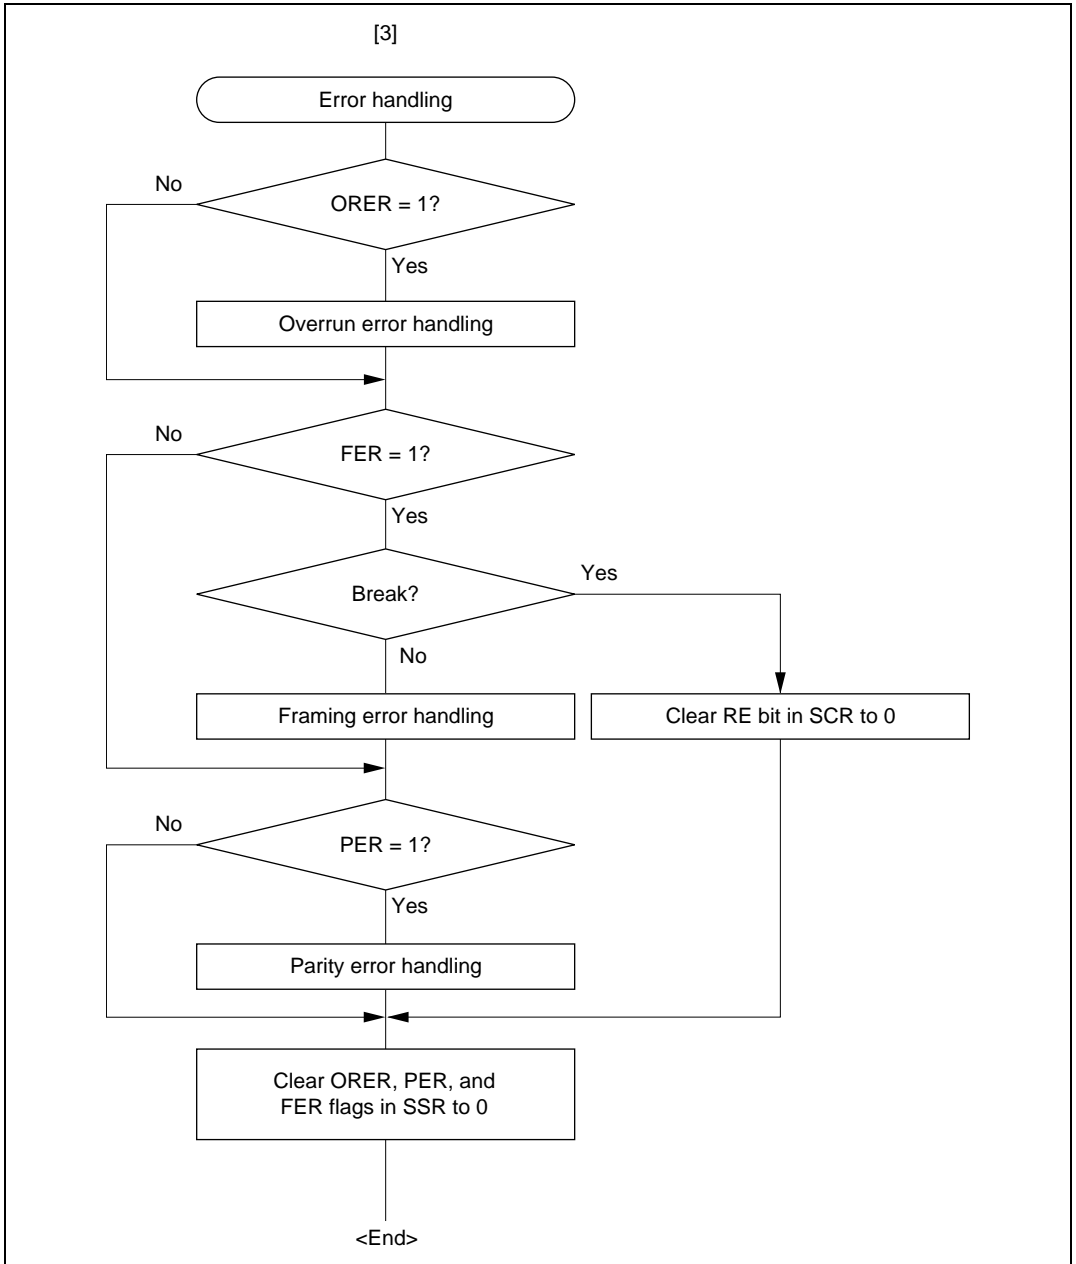 [3]
Error handling
No
ORER = 1?
Yes
Overrun error handling
No
FER = 1?
Yes
Break?
Yes
No
Framing error handling
Clear RE bit in SCR to 0
No
PER = 1?
Yes
Parity error handling
Clear ORER, PER, and
FER flags in SSR to 0
<End>